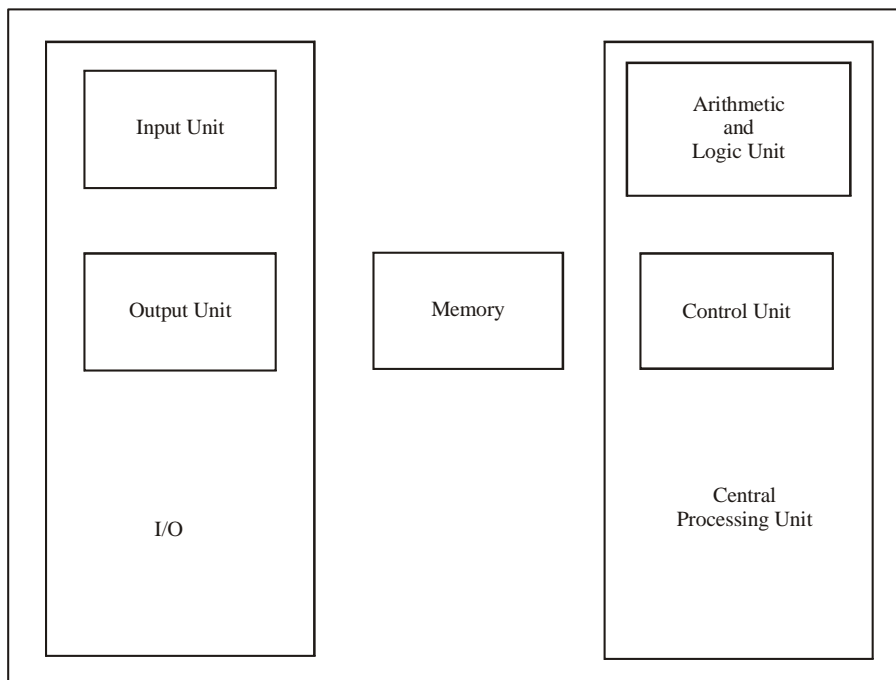 Input Unit
Output Unit
I/O
Memory
Arithmetic
and
Logic Unit
Control Unit
Central
Processing Unit